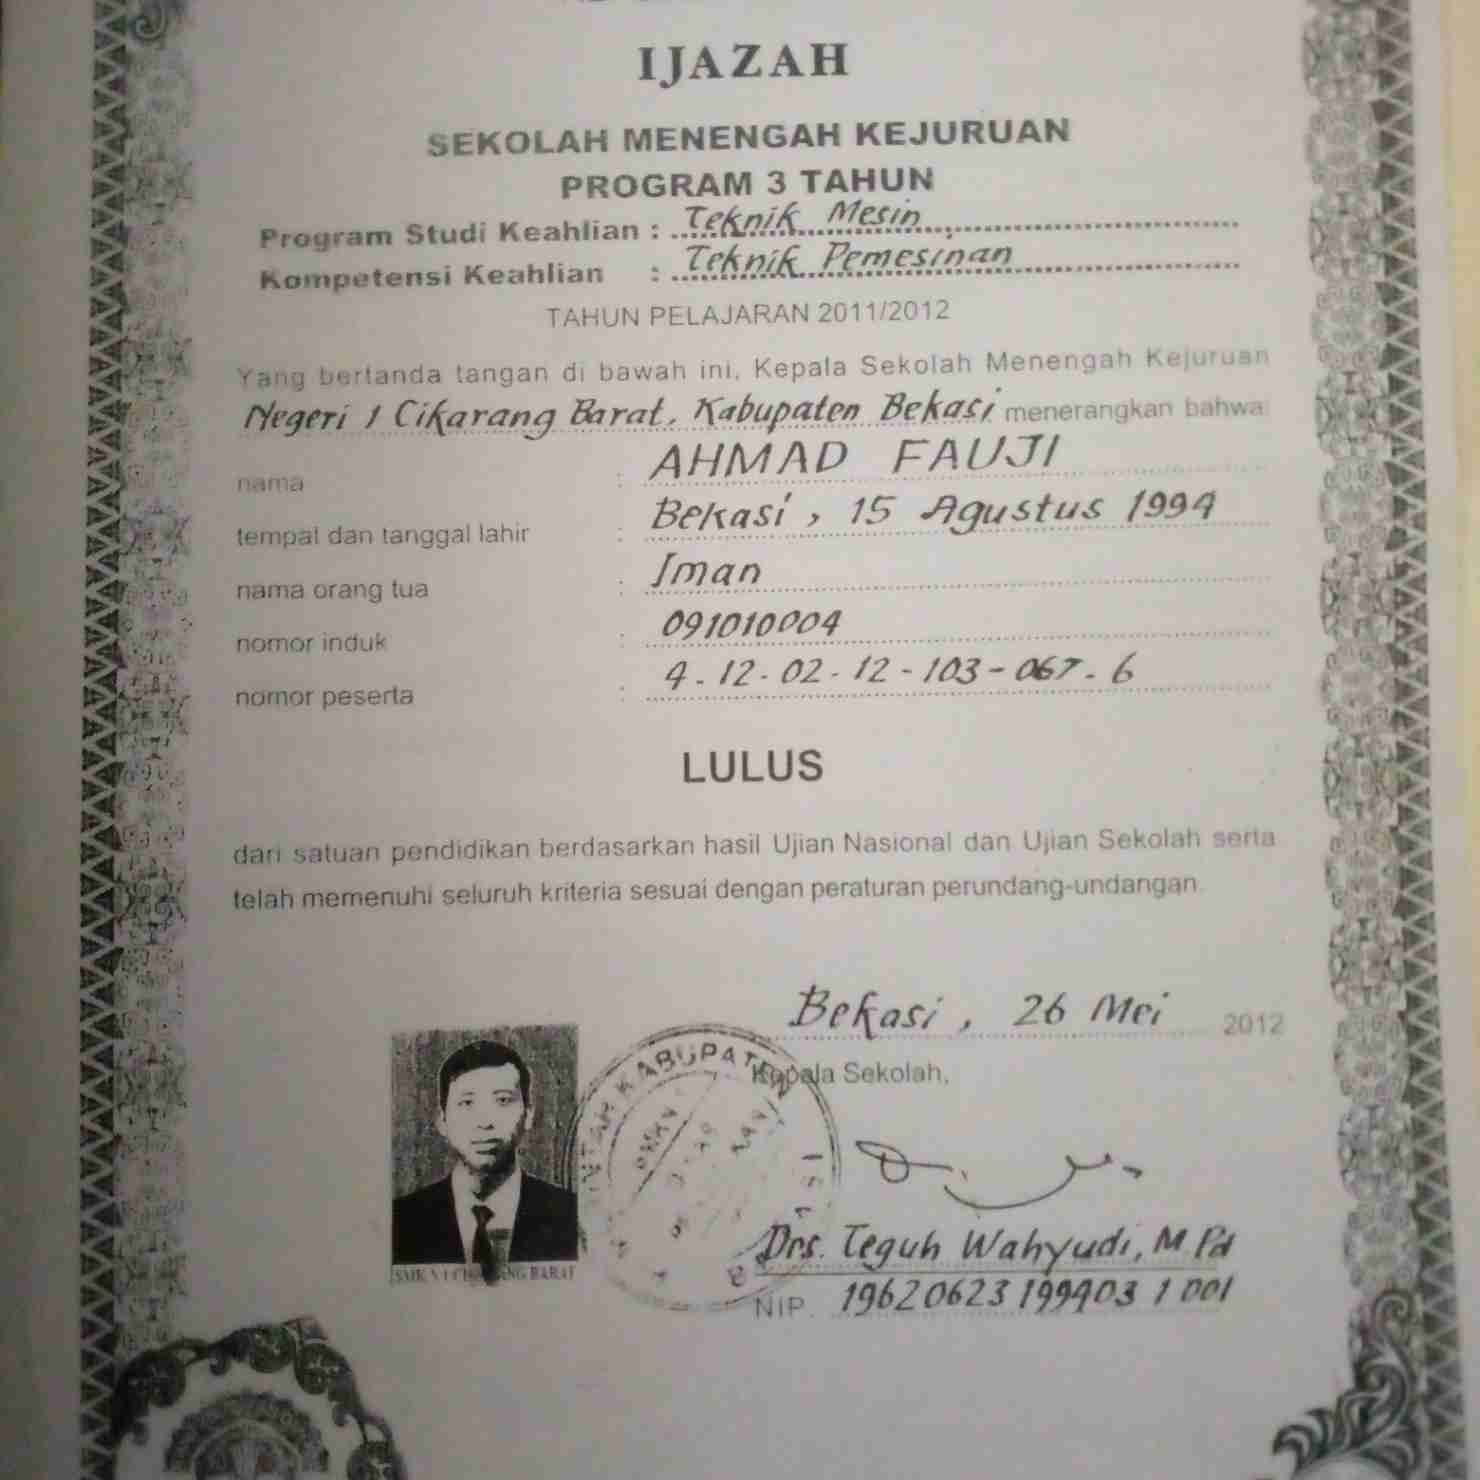 IJAZAH
SEKOLAH MENENGAH KEJURUAN
PROGRAM 3 TAHUN
Program Studi Keahlian : Teknik Mesin
Kompetensi Keahlian : Teknik Pemesinan
TAHUN PELAJARAN 2011/2012
Yang bertanda tangan di bawah ini, Kepala Sekolah Menengah Kejuruan
Negeri 1 Cikarang Barat, Kabupaten Bekasi menerangkan bahwa
nama : AHMAD FAUJI
tempat dan tanggal lahir : Bekasi, 15 Agustus 1994
nama orang tua : Iman
nomor induk : 091010004
nomor peserta : 4-12-02-12-103-067-6
LULUS
dari satuan pendidikan berdasarkan hasil Ujian Nasional dan Ujian Sekolah serta
telah memenuhi seluruh kriteria sesuai dengan peraturan perundang-undangan.
Bekasi, 26 Mei 2012
Kepala Sekolah,
KABUPATEN
BARAT
Drs. Teguh Wahyudi, M Pd
NIP. 19620623 199403 1 001